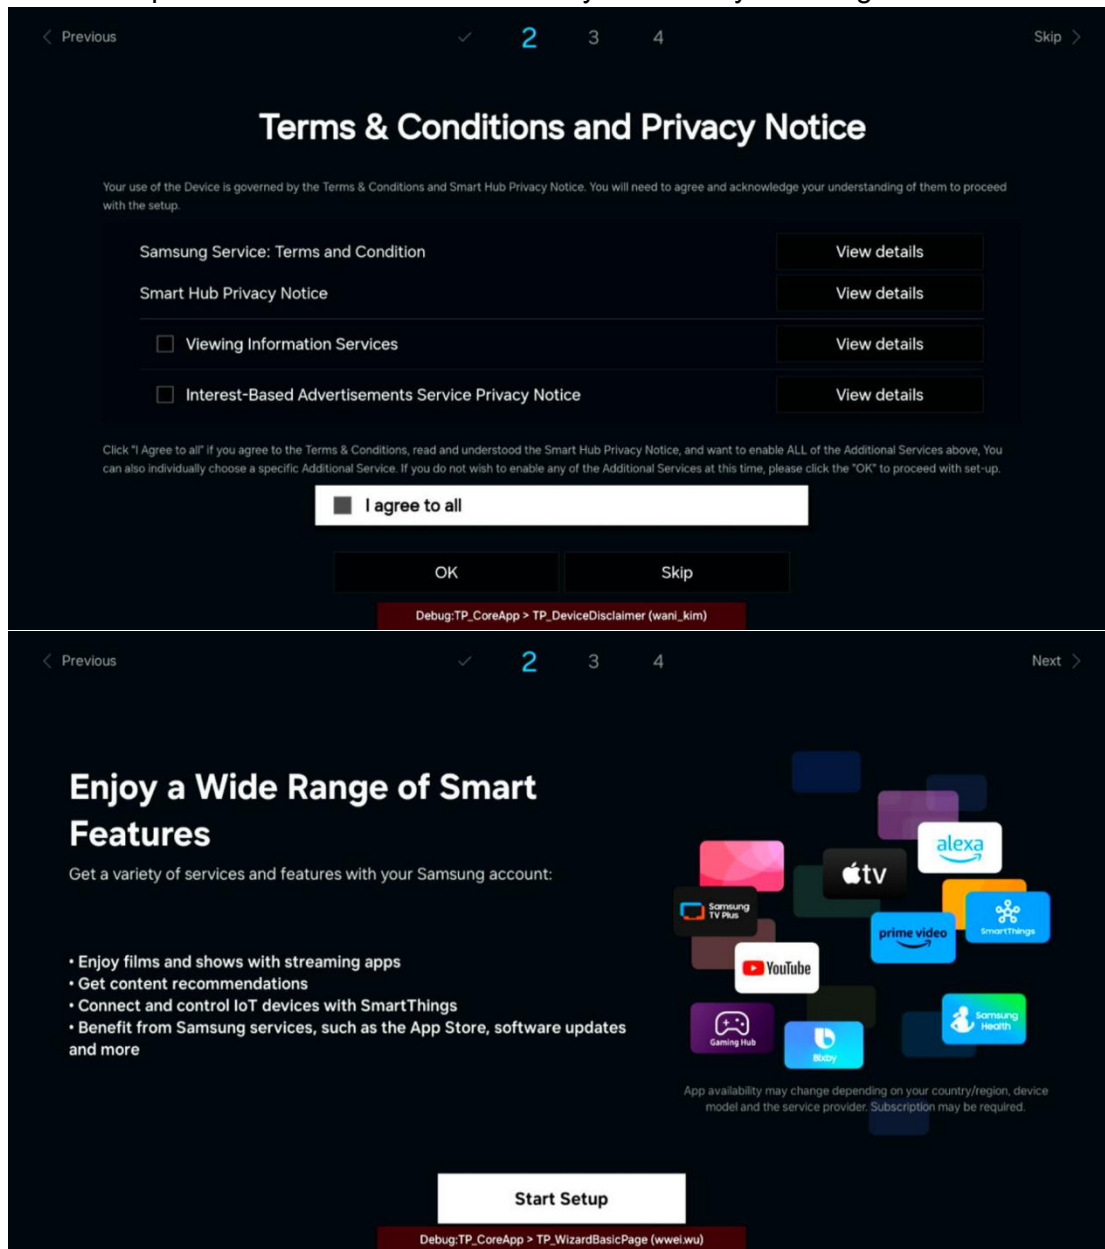 < Previous
2
3
4
Skip >
Terms & Conditions and Privacy Notice
Your use of the Device is governed by the Terms & Conditions and Smart Hub Privacy Notice. You will need to agree and acknowledge your understanding of them to proceed
with the setup.
Samsung Service: Terms and Condition
View details
Smart Hub Privacy Notice
View details
Viewing Information Services
View details
Interest-Based Advertisements Service Privacy Notice
View details
Click "I Agree to all" if you agree to the Terms & Conditions, read and understood the Smart Hub Privacy Notice, and want to enable ALL of the Additional Services above, You
can also individually choose a specific Additional Service. If you do not wish to enable any of the Additional Services at this time, please click the "OK" to proceed with set-up.
I agree to all
OK
Skip
Debug:TP_CoreApp > TP_DeviceDisclaimer (wani_kim)
< Previous
2
3
4
Next >
Enjoy a Wide Range of Smart
Features
Get a variety of services and features with your Samsung account:
• Enjoy films and shows with streaming apps
• Get content recommendations
• Connect and control IoT devices with SmartThings
• Benefit from Samsung services, such as the App Store, software updates
and more
alexa
tv
Samsung
TV Plus
SmartThings
prime video
YouTube
Gaming Hub
Bixby
Samsung
Health
App availability may change depending on your country/region, device
model and the service provider. Subscription may be required.
Start Setup
Debug:TP_CoreApp > TP_WizardBasicPage (wwei.wu)